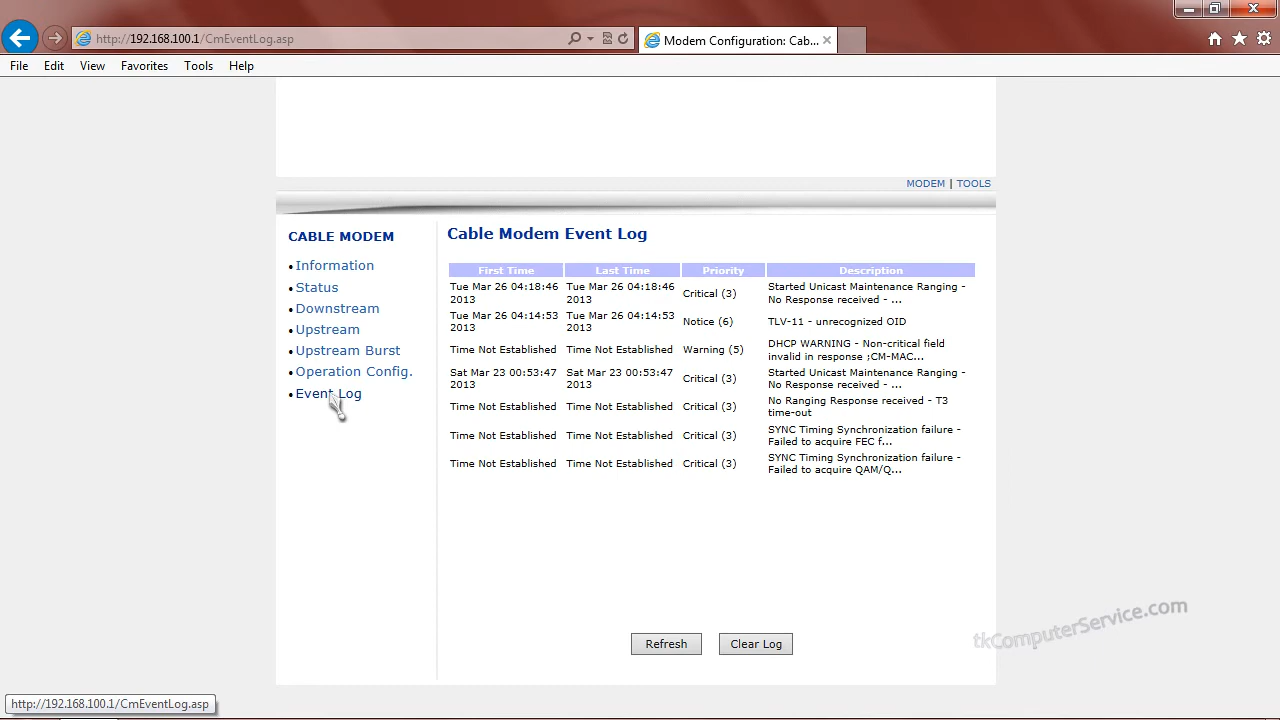 http://192.168.100.1/CmEventLog.asp
Modem Configuration: Cab...
File Edit View Favorites Tools Help
MODEM | TOOLS
CABLE MODEM
Information
Status
Downstream
Upstream
Upstream Burst
Operation Config.
Event Log
Cable Modem Event Log
First Time Last Time Priority Description
Tue Mar 26 04:18:46 Tue Mar 26 04:18:46 Started Unicast Maintenance Ranging -
2013 2013 Critical (3) No Response received - ...
Tue Mar 26 04:14:53 Tue Mar 26 04:14:53
2013 2013 Notice (6) TLV-11 - unrecognized OID
Time Not Established Time Not Established Warning (5) DHCP WARNING - Non-critical field
invalid in response ;CM-MAC...
Sat Mar 23 00:53:47 Sat Mar 23 00:53:47 Started Unicast Maintenance Ranging -
2013 2013 Critical (3) No Response received - ...
Time Not Established Time Not Established Critical (3) No Ranging Response received - T3
time-out
Time Not Established Time Not Established Critical (3) SYNC Timing Synchronization failure -
Failed to acquire FEC f...
Time Not Established Time Not Established Critical (3) SYNC Timing Synchronization failure -
Failed to acquire QAM/Q...
Refresh Clear Log
tkComputerService.com
http://192.168.100.1/CmEventLog.asp